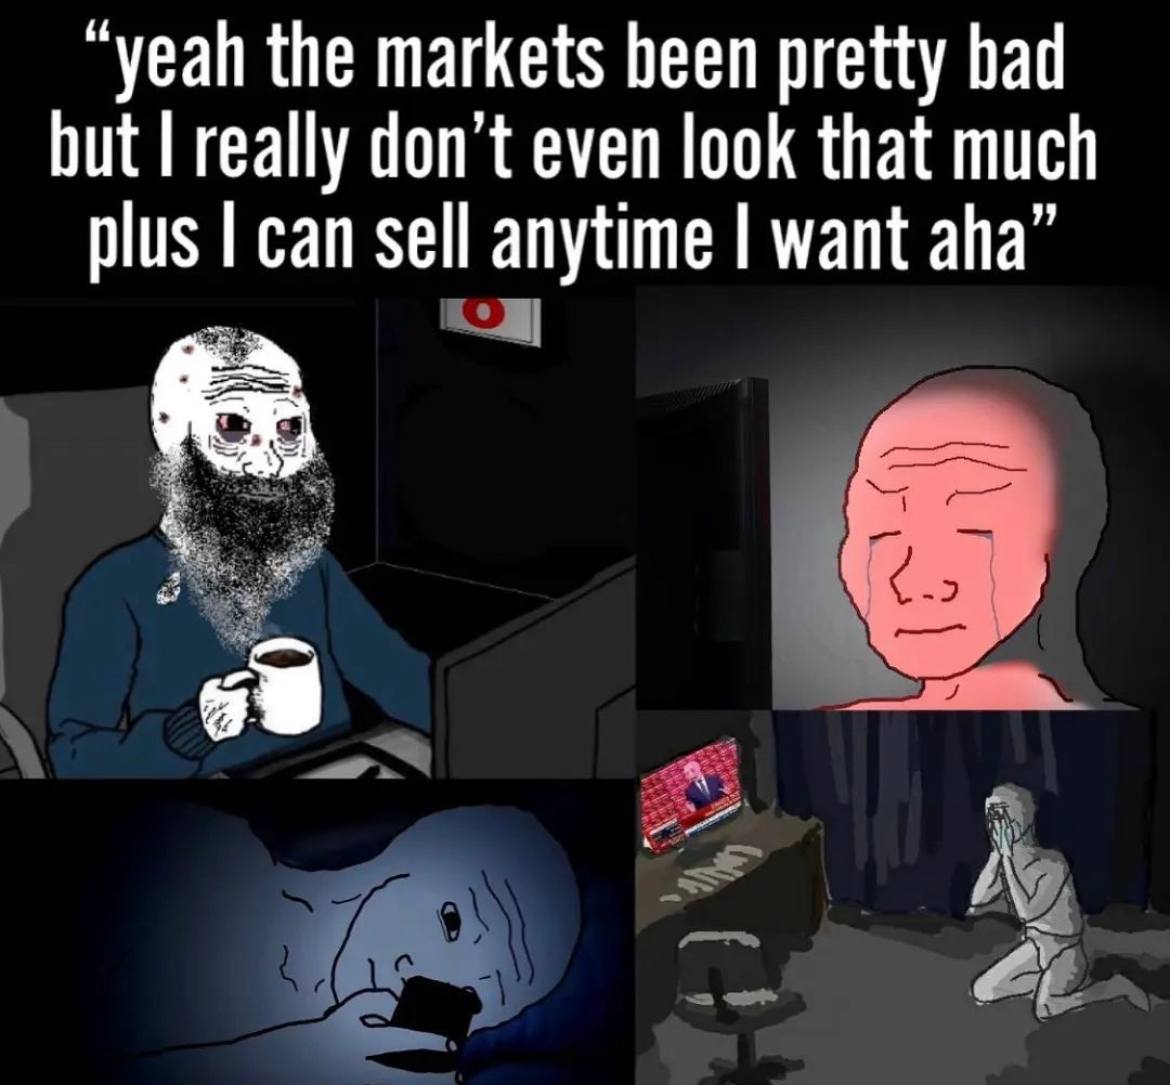 “yeah the markets been pretty bad
but I really don’t even look that much
plus I can sell anytime I want aha”